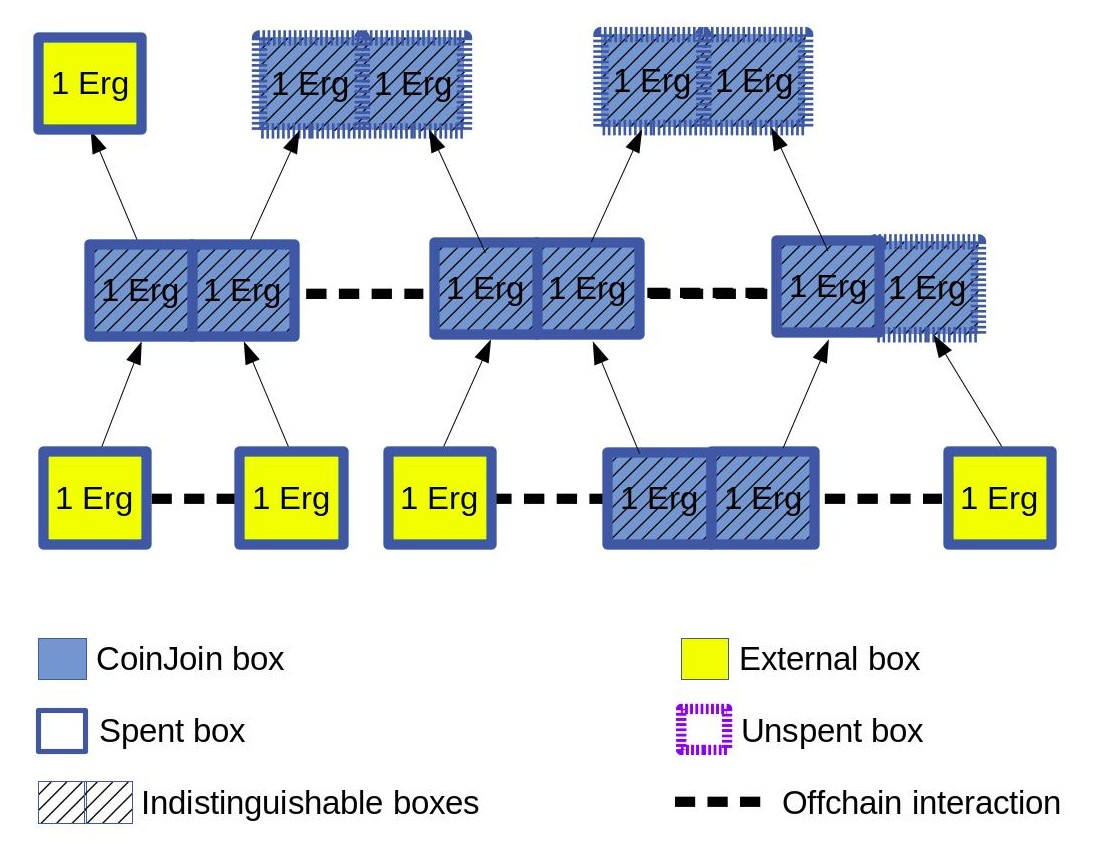 1 Erg 1 Erg 1 Erg 1 Erg 1 Erg
1 Erg 1 Erg 1 Erg 1 Erg 1 Erg 1 Erg
1 Erg 1 Erg 1 Erg 1 Erg 1 Erg 1 Erg
CoinJoin box External box
Spent box Unspent box
Indistinguishable boxes Offchain interaction